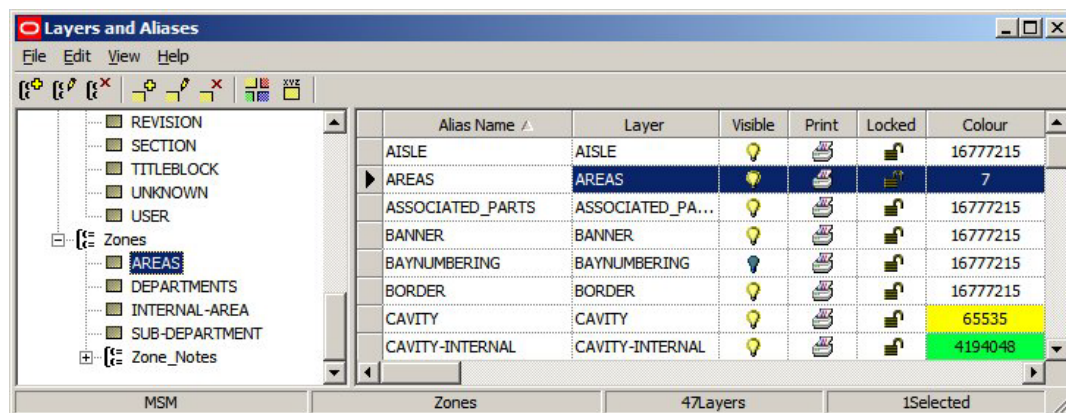 Layers and Aliases
File Edit View Help
XYZ
REVISION
SECTION
TITLEBLOCK
UNKNOWN
USER
Zones
AREAS
DEPARTMENTS
INTERNAL-AREA
SUB-DEPARTMENT
Zone_Notes
Alias Name Layer Visible Print Locked Colour
AISLE AISLE 16777215
AREAS AREAS 7
ASSOCIATED_PARTS ASSOCIATED_PA... 16777215
BANNER BANNER 16777215
BAYNUMBERING BAYNUMBERING 16777215
BORDER BORDER 16777215
CAVITY CAVITY 65535
CAVITY-INTERNAL CAVITY-INTERNAL 4194048
MSM Zones 47Layers 1Selected